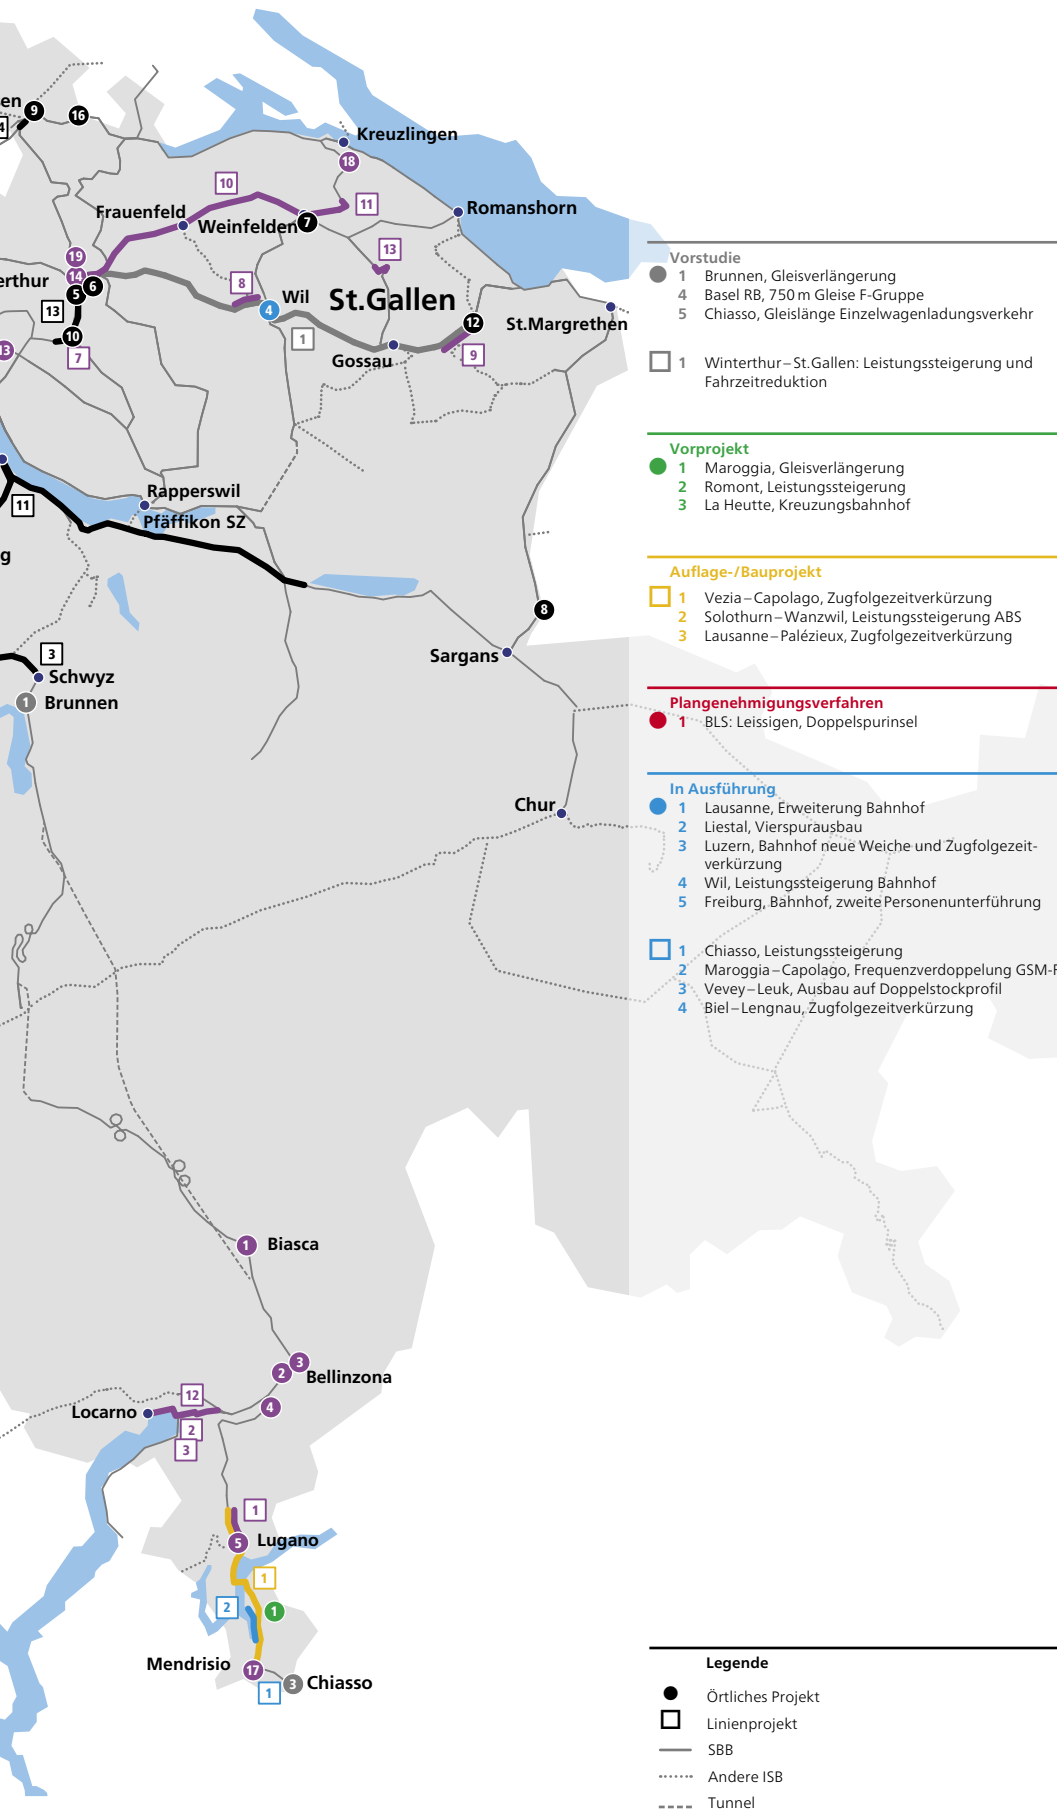 en
9
16
4
Kreuzlingen
18
10
11
Frauenfeld
Weinfelden
7
Romanshorn
13
19
14
erthur
6
5
8
Wil
4
St.Gallen
13
12
St.Margrethen
1
10
13
7
Gossau
9
Rapperswil
11
Pfäffikon SZ
g
8
3
Sargans
Schwyz
1
Brunnen
Chur
1
Biasca
3
2
Bellinzona
12
4
Locarno
2
3
1
5
Lugano
1
2
1
Mendrisio
17
3
Chiasso
1
Vorstudie
1 Brunnen, Gleisverlängerung
4 Basel RB, 750 m Gleise F-Gruppe
5 Chiasso, Gleislänge Einzelwagenladungsverkehr
1 Winterthur – St.Gallen: Leistungssteigerung und
Fahrzeitreduktion
Vorprojekt
1 Maroggia, Gleisverlängerung
2 Romont, Leistungssteigerung
3 La Heutte, Kreuzungsbahnhof
Auflage-/Bauprojekt
1 Vezia – Capolago, Zugfolgezeitverkürzung
2 Solothurn – Wanzwil, Leistungssteigerung ABS
3 Lausanne – Palézieux, Zugfolgezeitverkürzung
Plangenehmigungsverfahren
1 BLS: Leissigen, Doppelspurinsel
In Ausführung
1 Lausanne, Erweiterung Bahnhof
2 Liestal, Vierspurausbau
3 Luzern, Bahnhof neue Weiche und Zugfolgezeit-
verkürzung
4 Wil, Leistungssteigerung Bahnhof
5 Freiburg, Bahnhof, zweite Personenunterführung
1 Chiasso, Leistungssteigerung
2 Maroggia – Capolago, Frequenzverdoppelung GSM-
3 Vevey – Leuk, Ausbau auf Doppelstockprofil
4 Biel – Lengnau, Zugfolgezeitverkürzung
Legende
Örtliches Projekt
Linienprojekt
SBB
Andere ISB
Tunnel